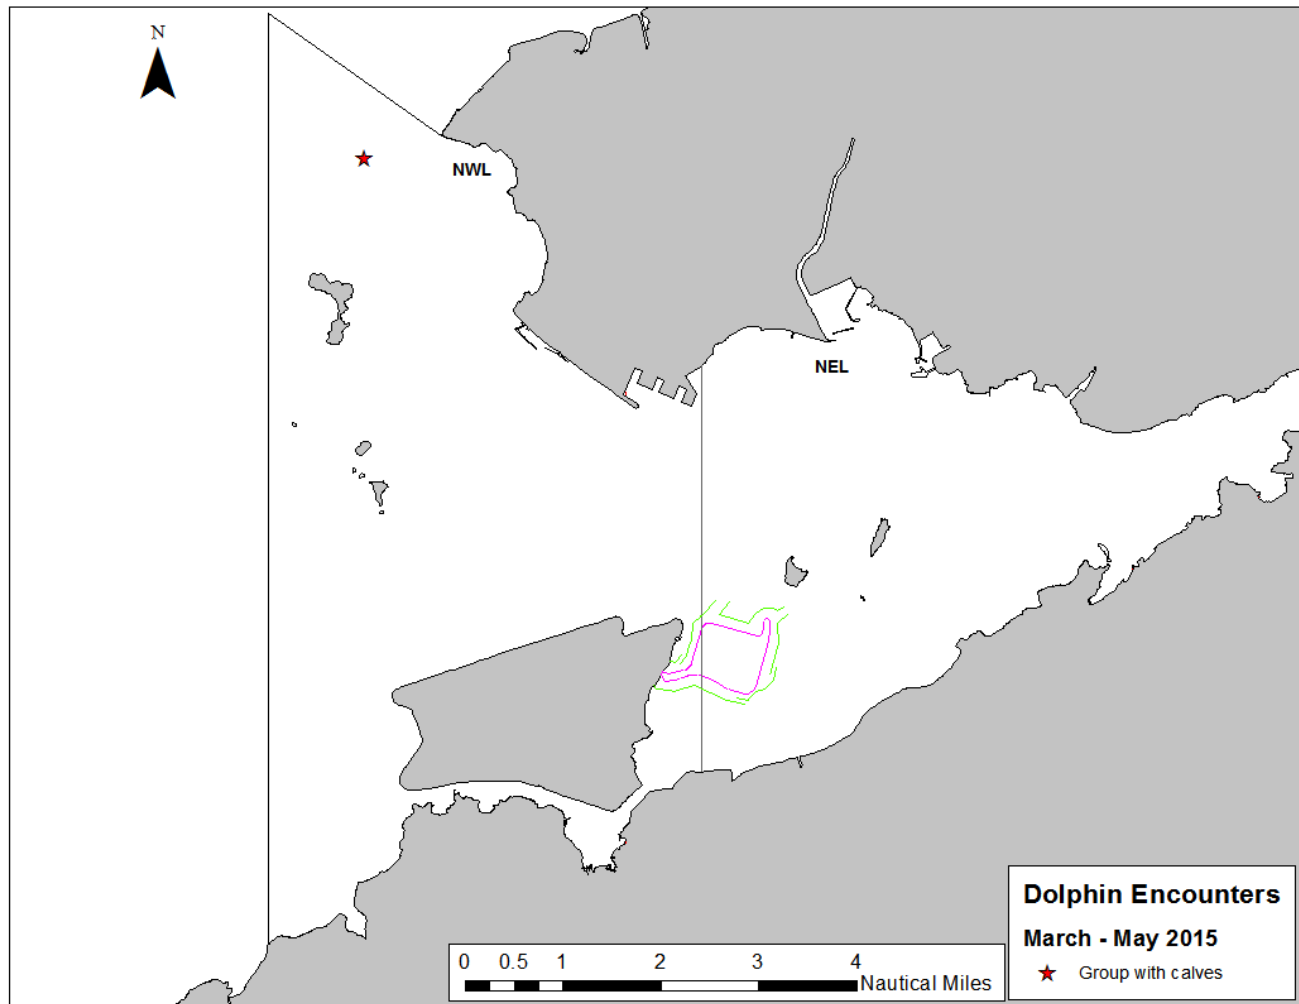 N
NWL
NEL
Dolphin Encounters
March - May 2015
Group with calves
0 0.5 1 2 3 4
Nautical Miles